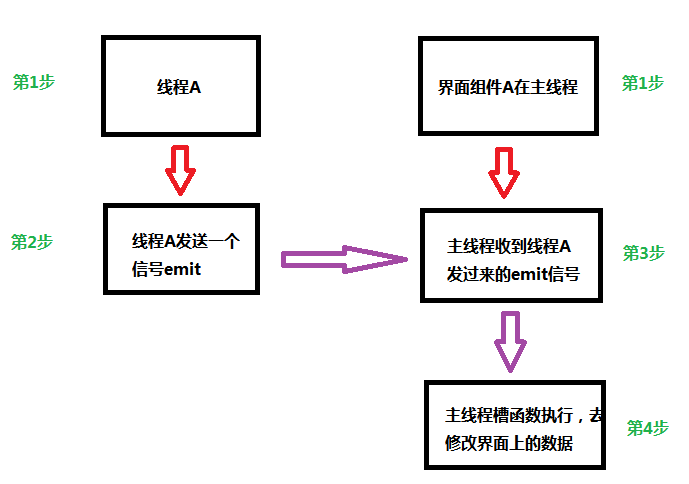 第1步
线程A
界面组件A在主线程
第1步
第2步
线程A发送一个
信号emit
主线程收到线程A
发过来的emit信号
第3步
主线程槽函数执行，去
修改界面上的数据
第4步